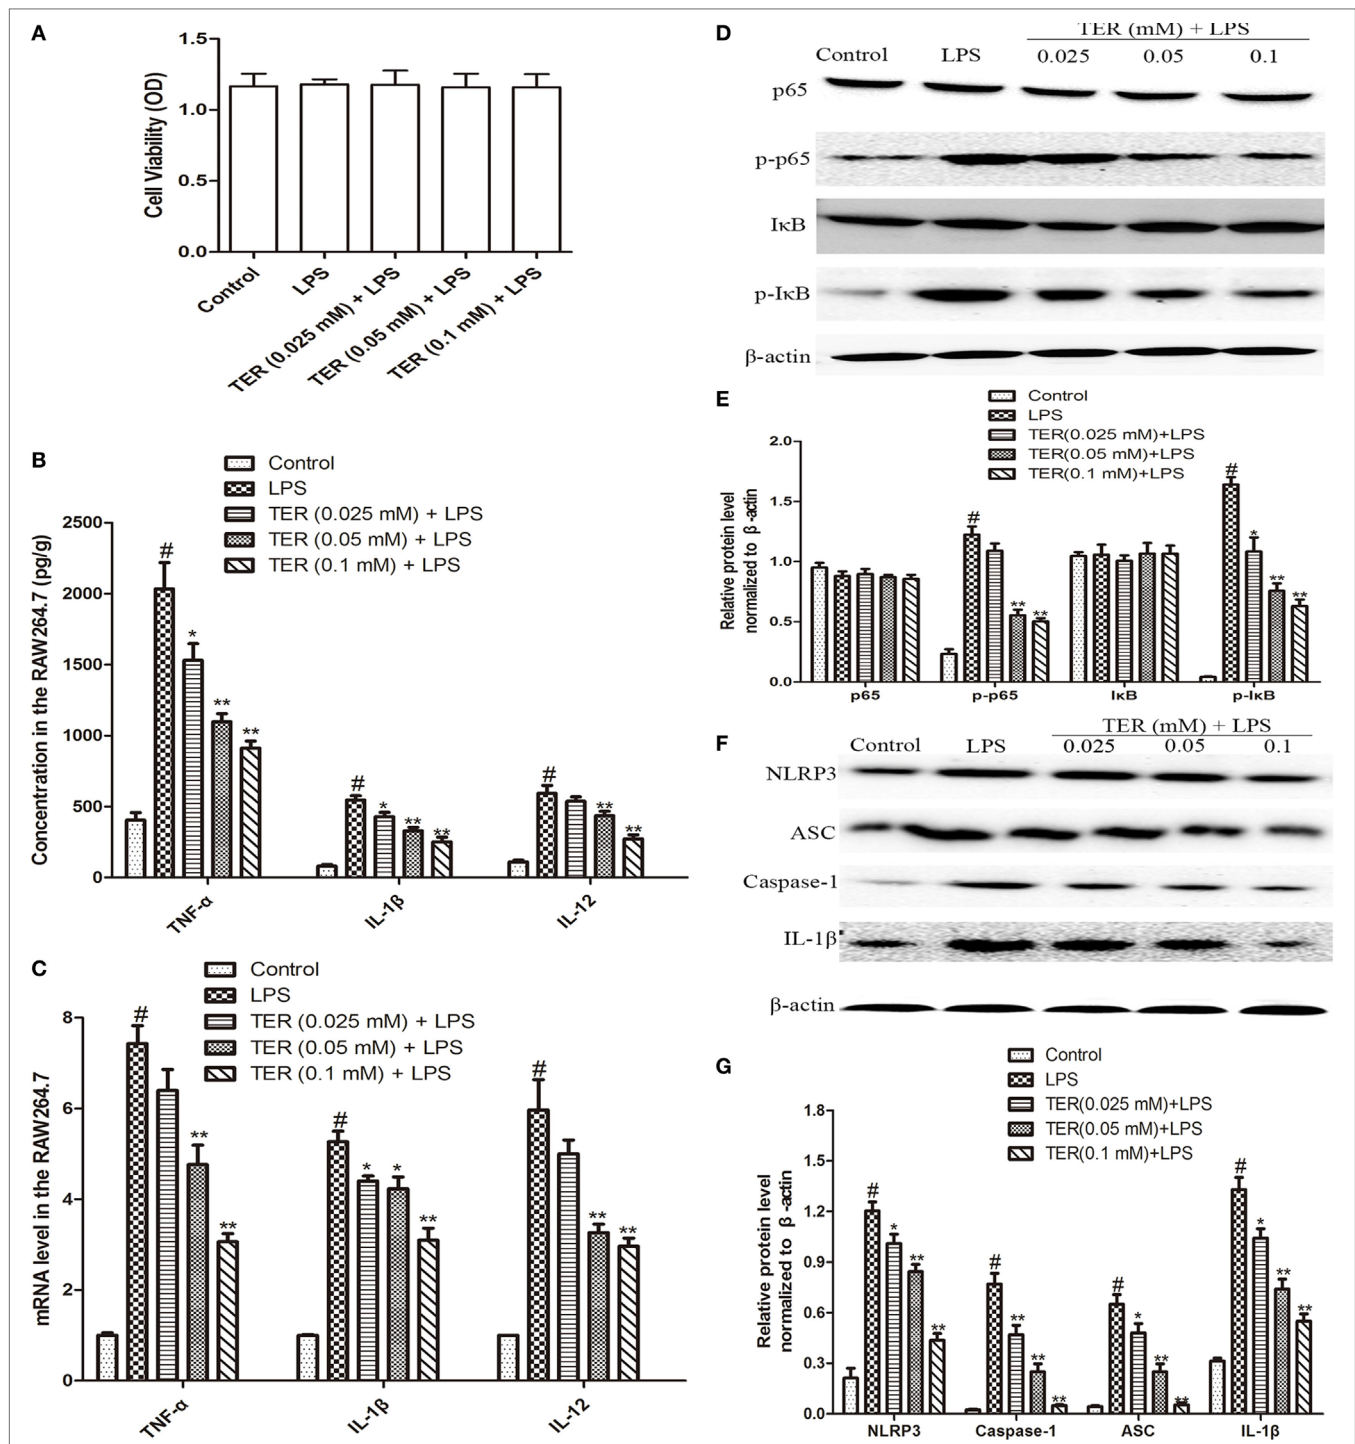 A
1.5
1.0
0.5
0.0
Cell Viability (OD)
Control
LPS
TER (0.025 mM) + LPS
TER (0.05 mM) + LPS
TER (0.1 mM) + LPS
B
Control
LPS
TER (0.025 mM) + LPS
TER (0.05 mM) + LPS
TER (0.1 mM) + LPS
2500
2000
1500
1000
500
0
Concentration in the RAW264.7 (pg/g)
# * ** **
# * ** **
# ** **
TNF-α
IL-1β
IL-12
C
Control
LPS
TER (0.025 mM) + LPS
TER (0.05 mM) + LPS
TER (0.1 mM) + LPS
8
6
4
2
0
mRNA level in the RAW264.7
# ** **
# * * **
# ** **
TNF-α
IL-1β
IL-12
D
TER (mM) + LPS
Control LPS 0.025 0.05 0.1
p65
p-p65
IκB
p-IκB
β-actin
E
Control
LPS
TER(0.025 mM)+LPS
TER(0.05 mM)+LPS
TER(0.1 mM)+LPS
2.0
1.5
1.0
0.5
0.0
Relative protein level
normalized to β-actin
# ** **
# * ** **
p65 p-p65 IκB p-IκB
F
TER (mM) + LPS
Control LPS 0.025 0.05 0.1
NLRP3
ASC
Caspase-1
IL-1β
β-actin
G
Control
LPS
TER(0.025 mM)+LPS
TER(0.05 mM)+LPS
TER(0.1 mM)+LPS
1.8
1.5
1.2
0.9
0.6
0.3
0.0
Relative protein level
normalized to β-actin
# * ** **
# ** ** **
# * ** **
# * ** **
NLRP3 Caspase-1 ASC IL-1β